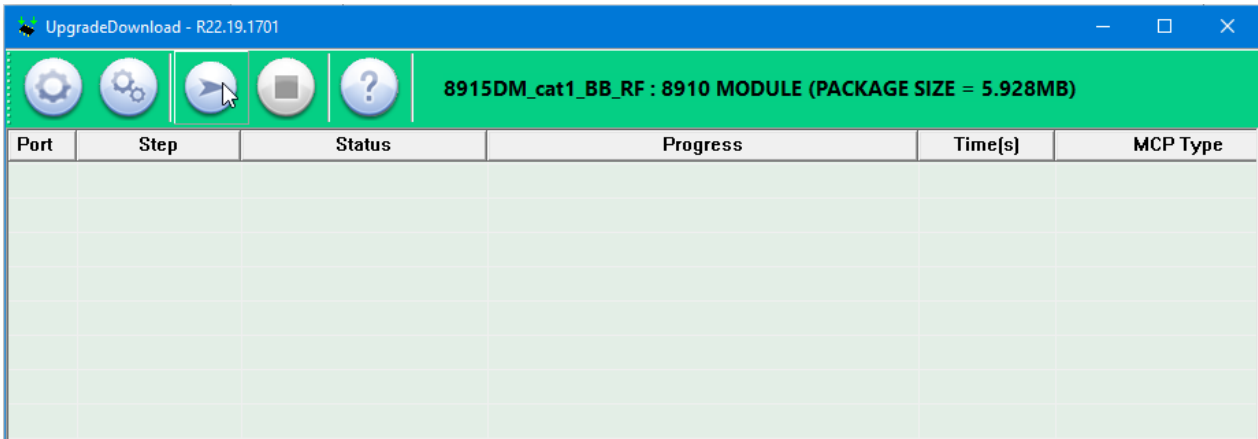 UpgradeDownload - R22.19.1701
?
8915DM_cat1_BB_RF : 8910 MODULE (PACKAGE SIZE = 5.928MB)
Port Step Status Progress Time(s) MCP Type